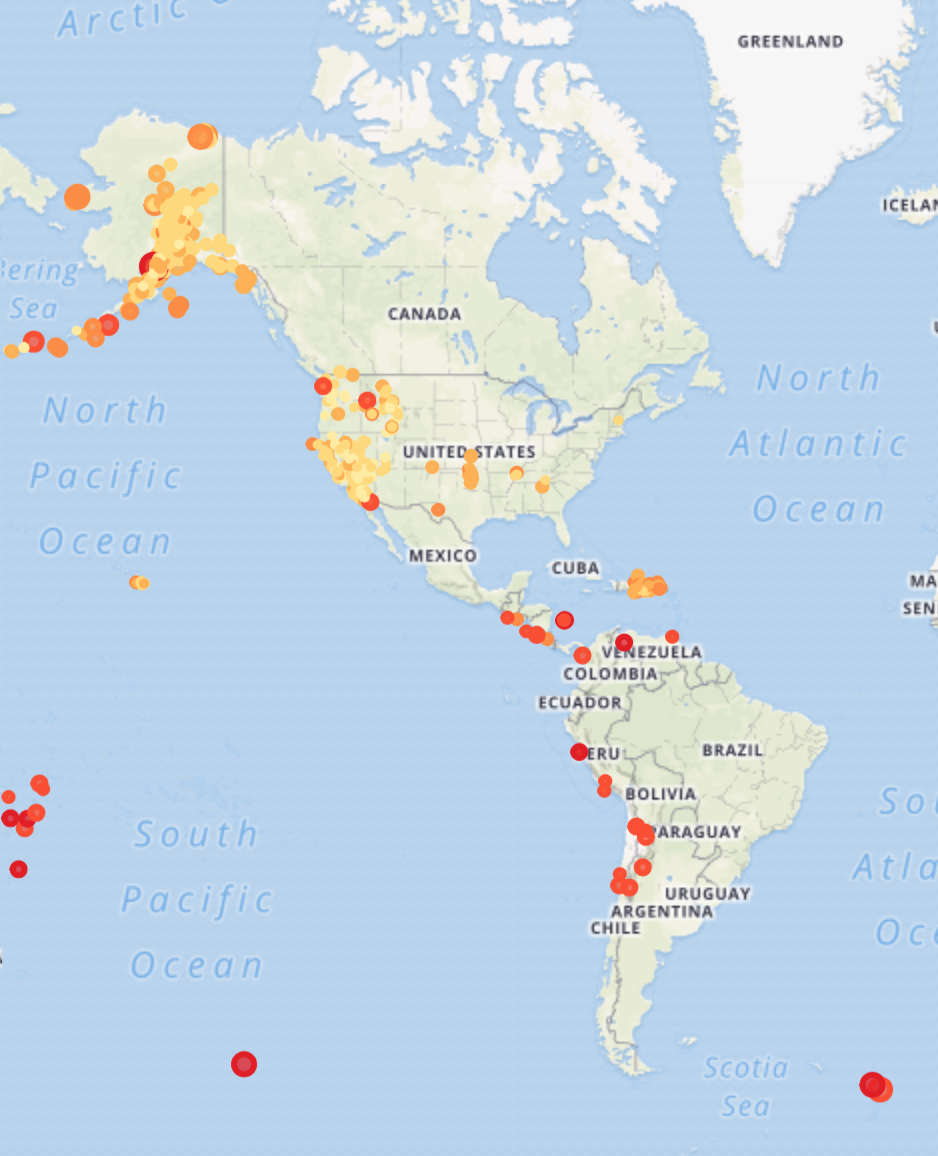 Arctic
GREENLAND
ICELAN
Bering
Sea
CANADA
North
Atlantic
Ocean
North
Pacific
Ocean
UNITED STATES
MEXICO
CUBA
MA
SEN
VENEZUELA
COLOMBIA
ECUADOR
ERU
BRAZIL
BOLIVIA
PARAGUAY
URUGUAY
ARGENTINA
CHILE
South
Pacific
Ocean
So
Atla
Oc
Scotia
Sea